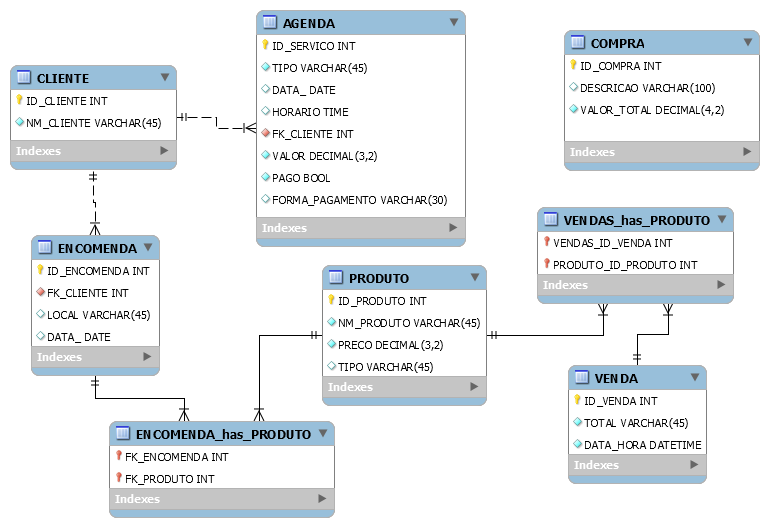 AGENDA
ID_SERVICO INT
TIPO VARCHAR(45)
DATA_ DATE
HORARIO TIME
FK_CLIENTE INT
VALOR DECIMAL(3,2)
PAGO BOOL
FORMA_PAGAMENTO VARCHAR(30)
Indexes
COMPRA
ID_COMPRA INT
DESCRICAO VARCHAR(100)
VALOR_TOTAL DECIMAL(4,2)
Indexes
CLIENTE
ID_CLIENTE INT
NM_CLIENTE VARCHAR(45)
Indexes
ENCOMENDA
ID_ENCOMENDA INT
FK_CLIENTE INT
LOCAL VARCHAR(45)
DATA_ DATE
Indexes
PRODUTO
ID_PRODUTO INT
NM_PRODUTO VARCHAR(45)
PRECO DECIMAL(3,2)
TIPO VARCHAR(45)
Indexes
VENDAS_has_PRODUTO
VENDAS_ID_VENDA INT
PRODUTO_ID_PRODUTO INT
Indexes
VENDA
ID_VENDA INT
TOTAL VARCHAR(45)
DATA_HORA DATETIME
Indexes
ENCOMENDA_has_PRODUTO
FK_ENCOMENDA INT
FK_PRODUTO INT
Indexes